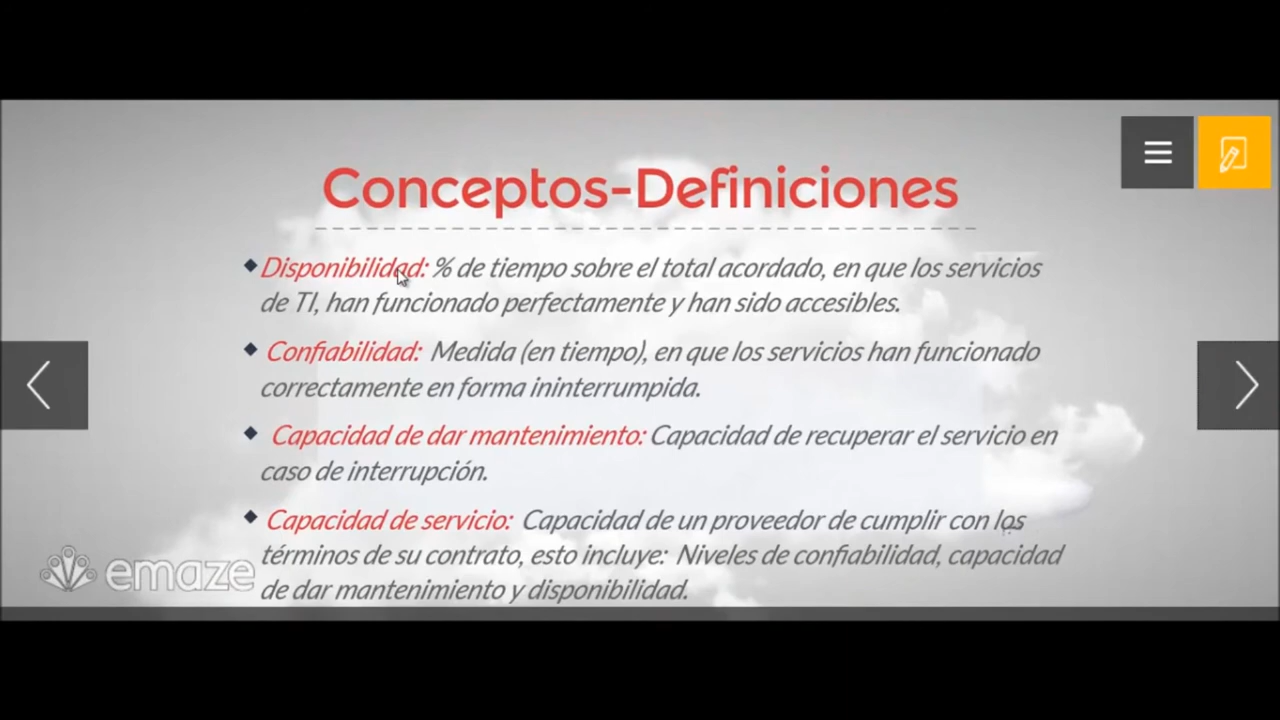 Conceptos-Definiciones
Disponibilidad: % de tiempo sobre el total acordado, en que los servicios
de TI, han funcionado perfectamente y han sido accesibles.
Confiabilidad: Medida (en tiempo), en que los servicios han funcionado
correctamente en forma ininterrumpida.
Capacidad de dar mantenimiento: Capacidad de recuperar el servicio en
caso de interrupción.
Capacidad de servicio: Capacidad de un proveedor de cumplir con los
términos de su contrato, esto incluye: Niveles de confiabilidad, capacidad
de dar mantenimiento y disponibilidad.
emaze